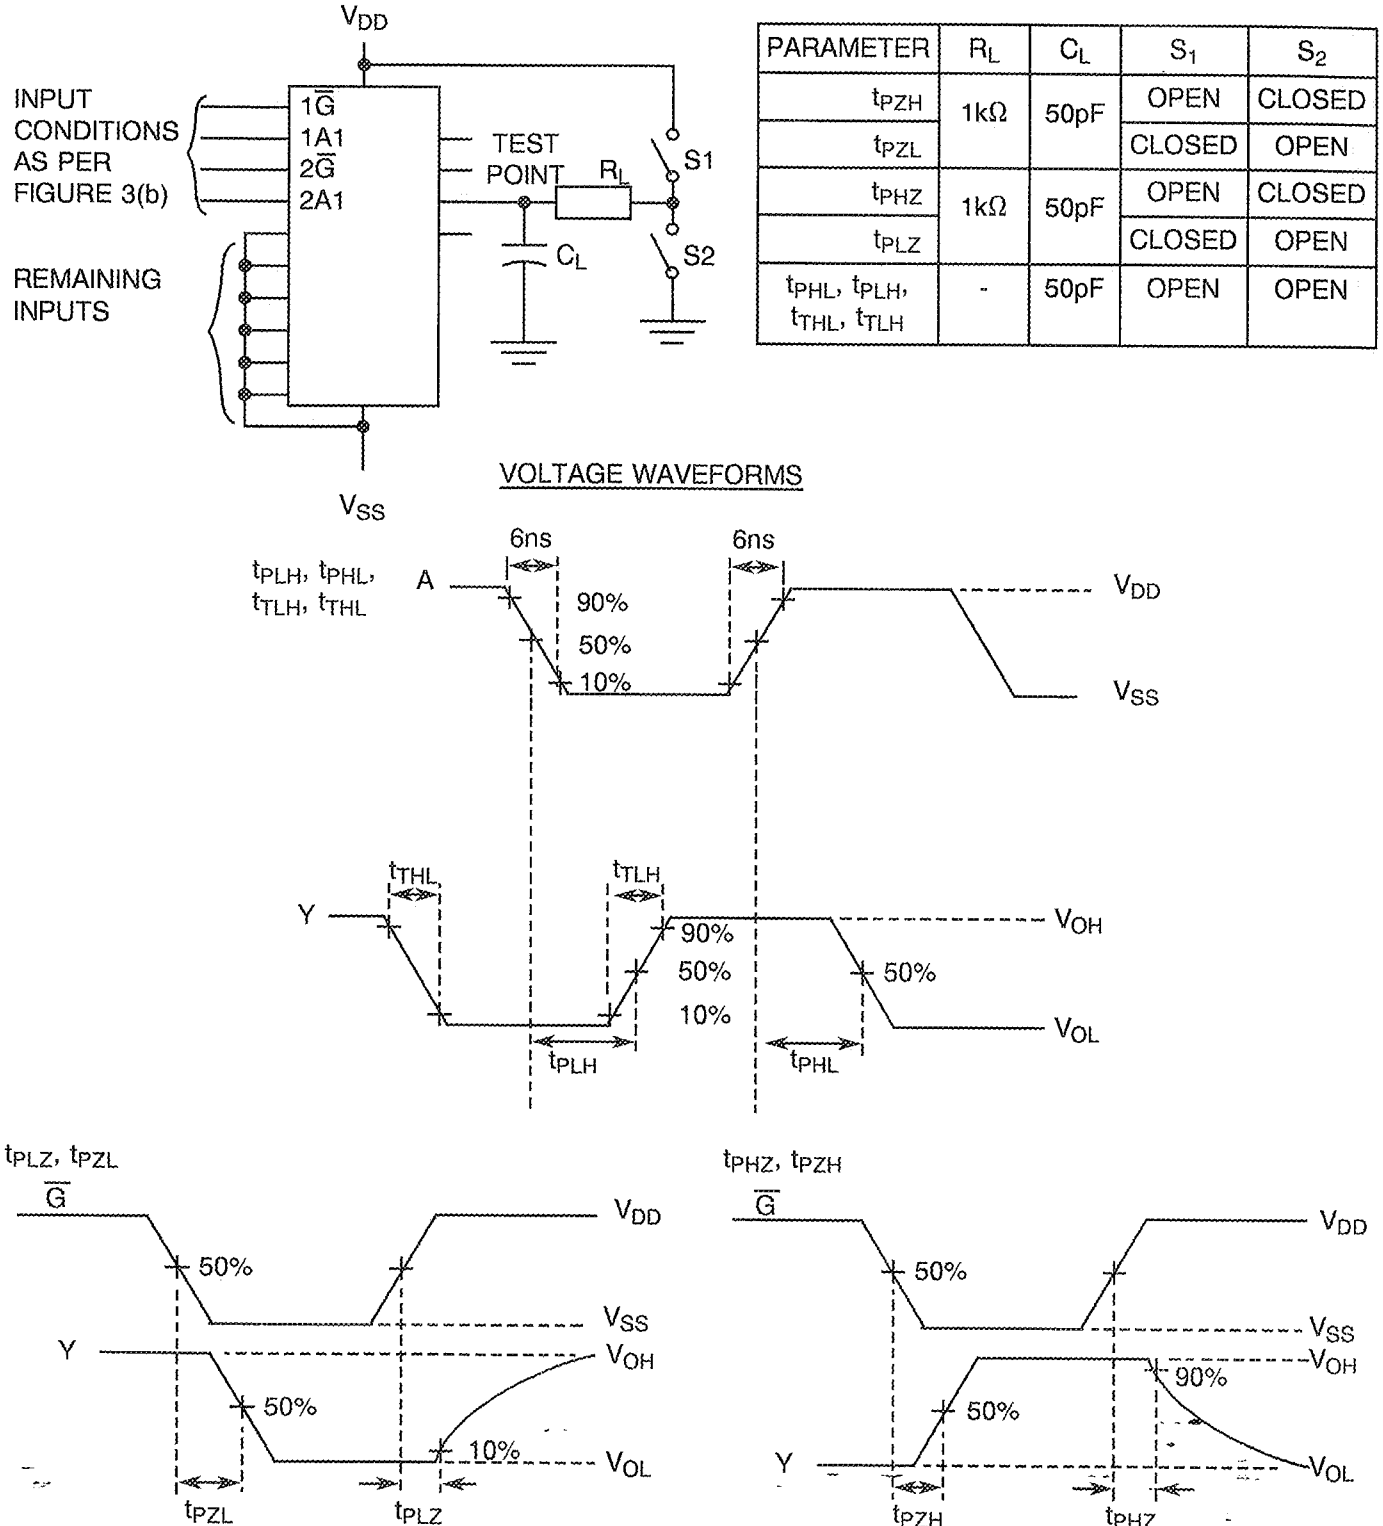 VDD
INPUT
CONDITIONS
AS PER
FIGURE 3(b)
1G̅
1A1
2G̅
2A1
TEST
POINT
RL
S1
CL
S2
REMAINING
INPUTS
VSS
PARAMETER RL CL S1 S2
tPZH 1kΩ 50pF OPEN CLOSED
tPZL CLOSED OPEN
tPHZ 1kΩ 50pF OPEN CLOSED
tPLZ CLOSED OPEN
tPHL, tPLH, - 50pF OPEN OPEN
tTHL, tTLH
VOLTAGE WAVEFORMS
tPLH, tPHL,
tTLH, tTHL
A
6ns
6ns
90%
50%
10%
VDD
VSS
tTHL
tTLH
Y
90%
50%
10%
50%
VOH
VOL
tPLH
tPHL
tPLZ, tPZL
G̅
VDD
50%
VSS
Y
VOH
50%
10%
VOL
tPZL
tPLZ
tPHZ, tPZH
G̅
VDD
50%
VSS
VOH
90%
50%
Y
VOL
tPZH
tPHZ